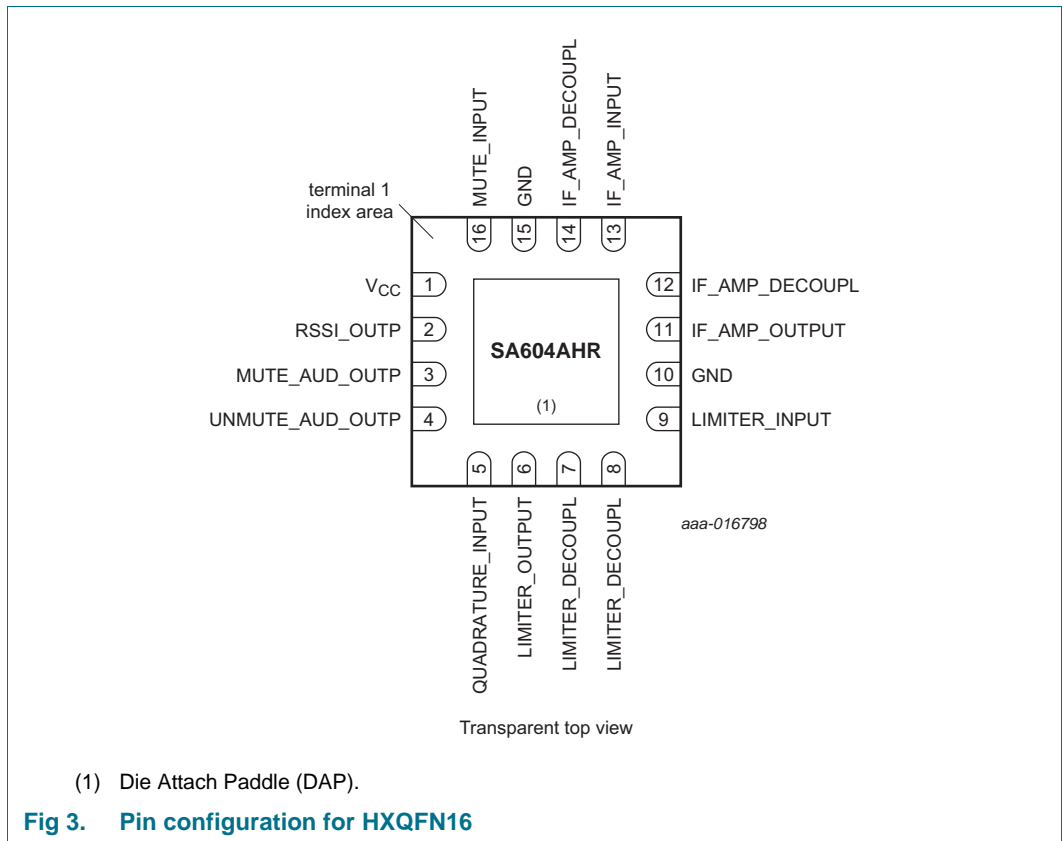 MUTE_INPUT
GND
IF_AMP_DECOUPL
IF_AMP_INPUT
terminal 1
index area
16
15
14
13
VCC 1
RSSI_OUTP 2
MUTE_AUD_OUTP 3
UNMUTE_AUD_OUTP 4
SA604AHR
(1)
12 IF_AMP_DECOUPL
11 IF_AMP_OUTPUT
10 GND
9 LIMITER_INPUT
5
6
7
8
QUADRATURE_INPUT
LIMITER_OUTPUT
LIMITER_DECOUPL
LIMITER_DECOUPL
aaa-016798
Transparent top view
(1) Die Attach Paddle (DAP).
Fig 3. Pin configuration for HXQFN16